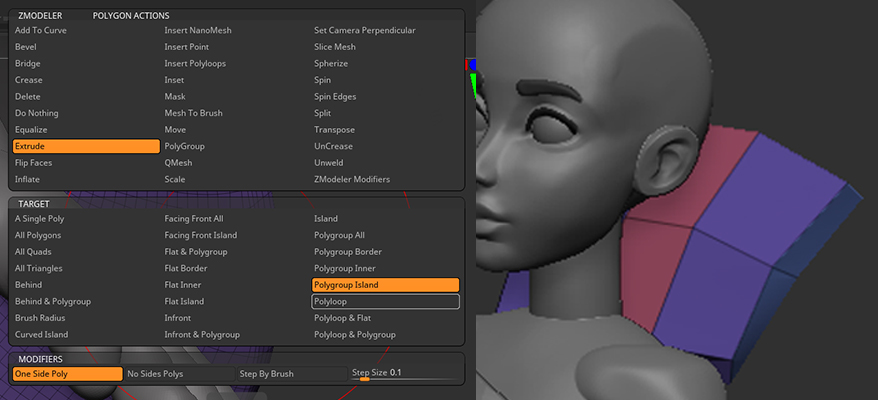 ZMODELER POLYGON ACTIONS
Add To Curve Insert NanoMesh Set Camera Perpendicular
Bevel Insert Point Slice Mesh
Bridge Insert Polyloops Spherize
Crease Inset Spin
Delete Mask Spin Edges
Do Nothing Mesh To Brush Split
Equalize Move Transpose
Extrude PolyGroup UnCrease
Flip Faces QMesh Unweld
Inflate Scale ZModeler Modifiers
TARGET
A Single Poly Facing Front All Island
All Polygons Facing Front Island Polygroup All
All Quads Flat & Polygroup Polygroup Border
All Triangles Flat Border Polygroup Inner
Behind Flat Inner Polygroup Island
Behind & Polygroup Flat Island Polyloop
Brush Radius Infront Polyloop & Flat
Curved Island Infront & Polygroup Polyloop & Polygroup
MODIFIERS
One Side Poly No Sides Polys Step By Brush Step Size 0.1